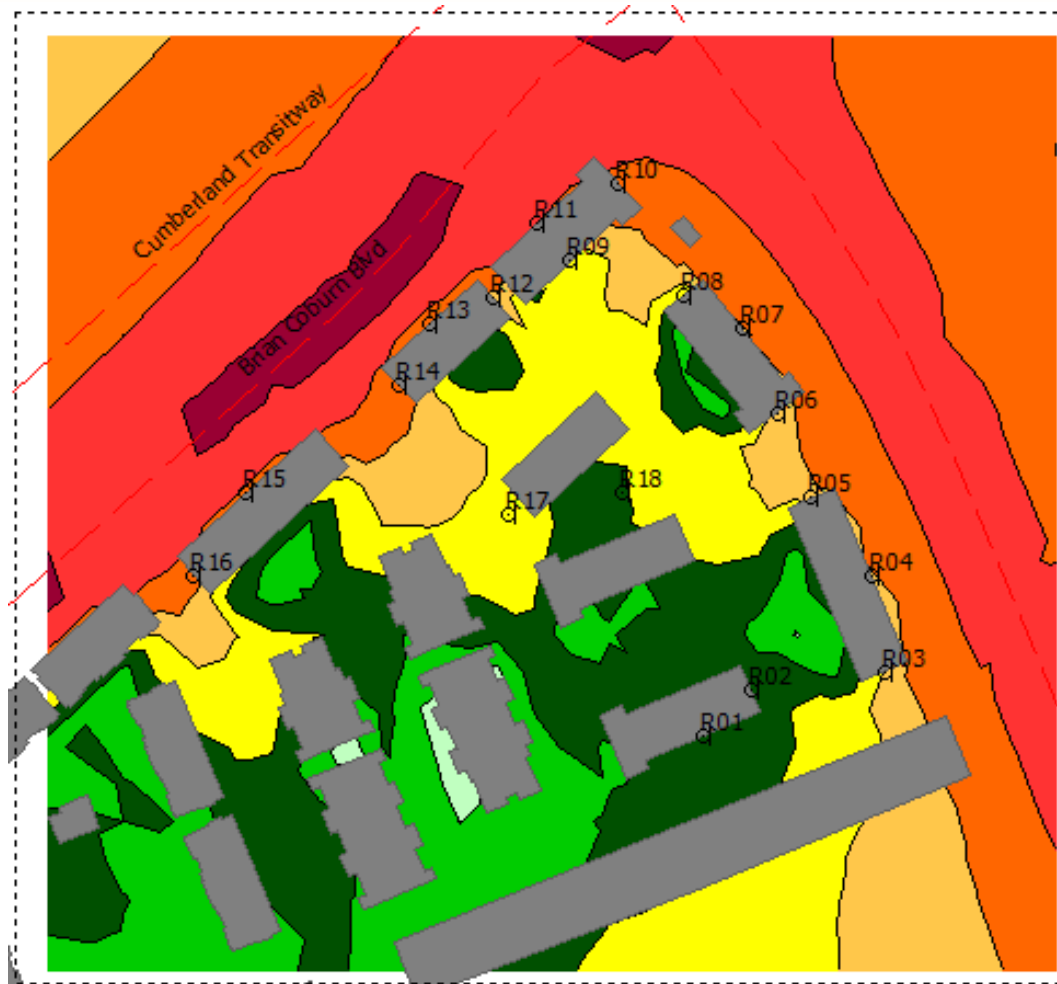 Cumberland Transitway
Brian Coburn Blvd
R10
R11
R09
R12
R08
R13
R07
R14
R06
R15
R18
R05
R17
R16
R04
R03
R02
R01